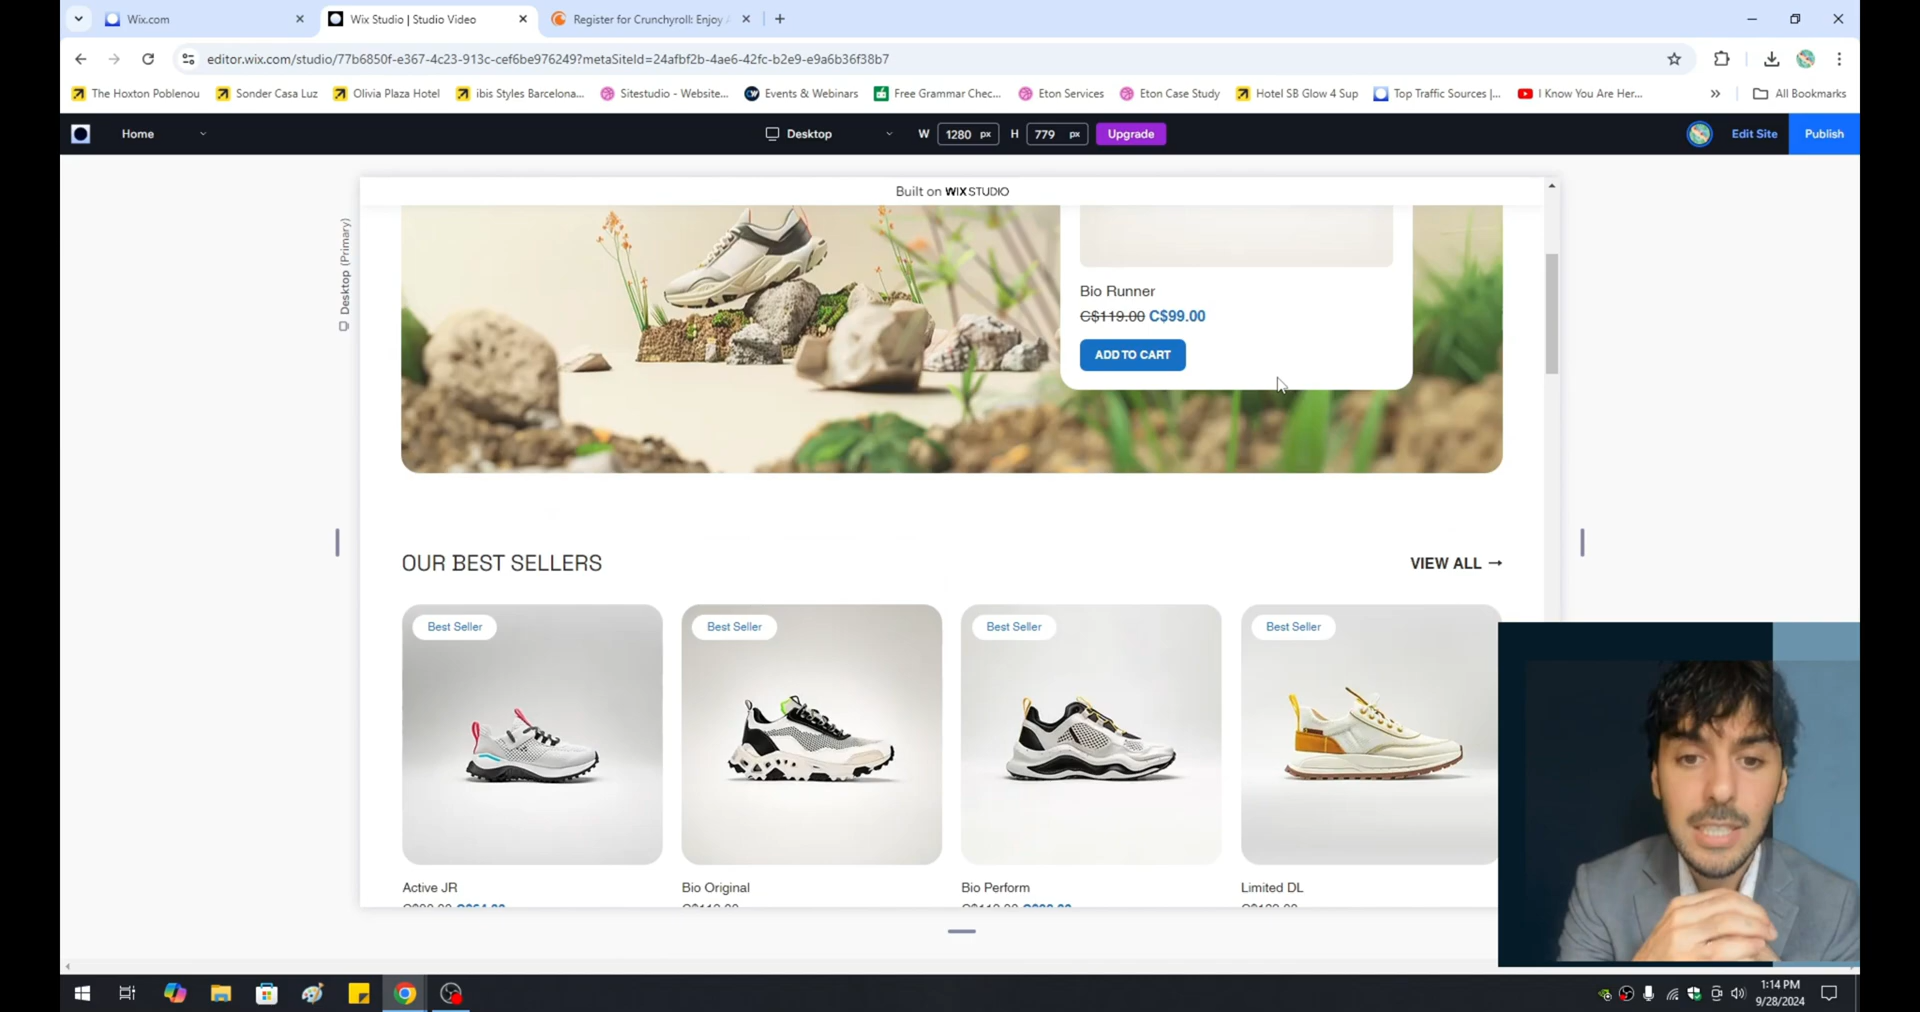 Wix.com
Wix Studio | Studio Video
Register for Crunchyroll: Enjoy
editor.wix.com/studio/77b6850f-e367-4c23-913c-cef6be976249?metaSiteId=24afbf2b-4ae6-42fc-b2e9-e9a6b36f38b7
The Hoxton Poblenou
Sonder Casa Luz
Olivia Plaza Hotel
ibis Styles Barcelona...
Sitestudio - Website...
Events & Webinars
Free Grammar Chec...
Eton Services
Eton Case Study
Hotel SB Glow 4 Sup
Top Traffic Sources |...
I Know You Are Her...
All Bookmarks
Home
Desktop
W 1280 px H 779 px
Upgrade
Edit Site
Publish
Desktop (Primary)
Built on WIX STUDIO
Bio Runner
C$119.00 C$99.00
ADD TO CART
OUR BEST SELLERS
VIEW ALL →
Best Seller
Best Seller
Best Seller
Best Seller
Active JR
Bio Original
Bio Perform
Limited DL
1:14 PM
9/28/2024